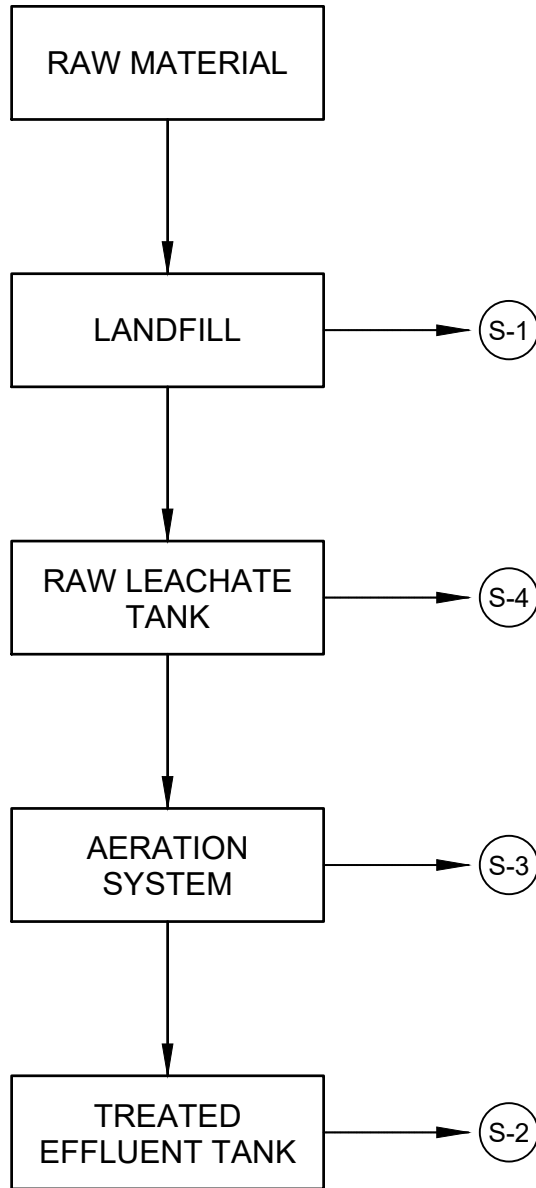 RAW MATERIAL
LANDFILL
S-1
RAW LEACHATE
TANK
S-4
AERATION
SYSTEM
S-3
TREATED
EFFLUENT TANK
S-2